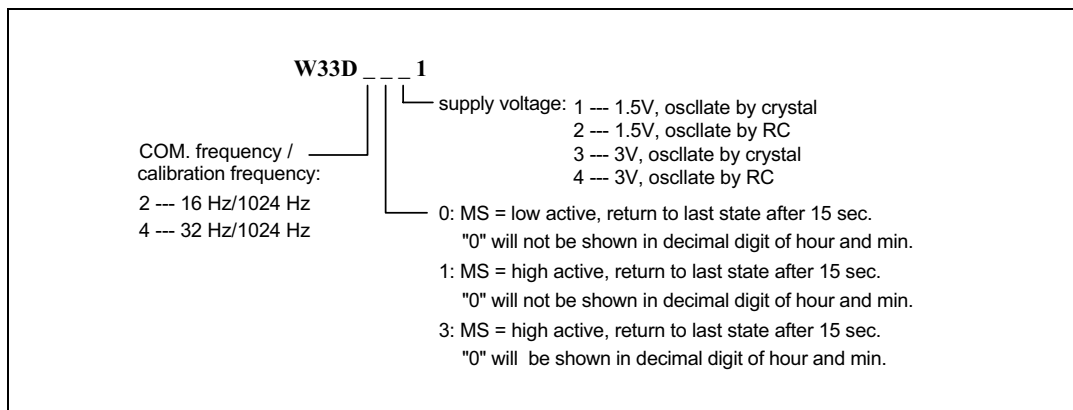 W33D _ _ _ 1
supply voltage: 1 --- 1.5V, oscllate by crystal
2 --- 1.5V, oscllate by RC
3 --- 3V, oscllate by crystal
4 --- 3V, oscllate by RC
COM. frequency /
calibration frequency:
2 --- 16 Hz/1024 Hz
4 --- 32 Hz/1024 Hz
0: MS = low active, return to last state after 15 sec.
"0" will not be shown in decimal digit of hour and min.
1: MS = high active, return to last state after 15 sec.
"0" will not be shown in decimal digit of hour and min.
3: MS = high active, return to last state after 15 sec.
"0" will  be shown in decimal digit of hour and min.